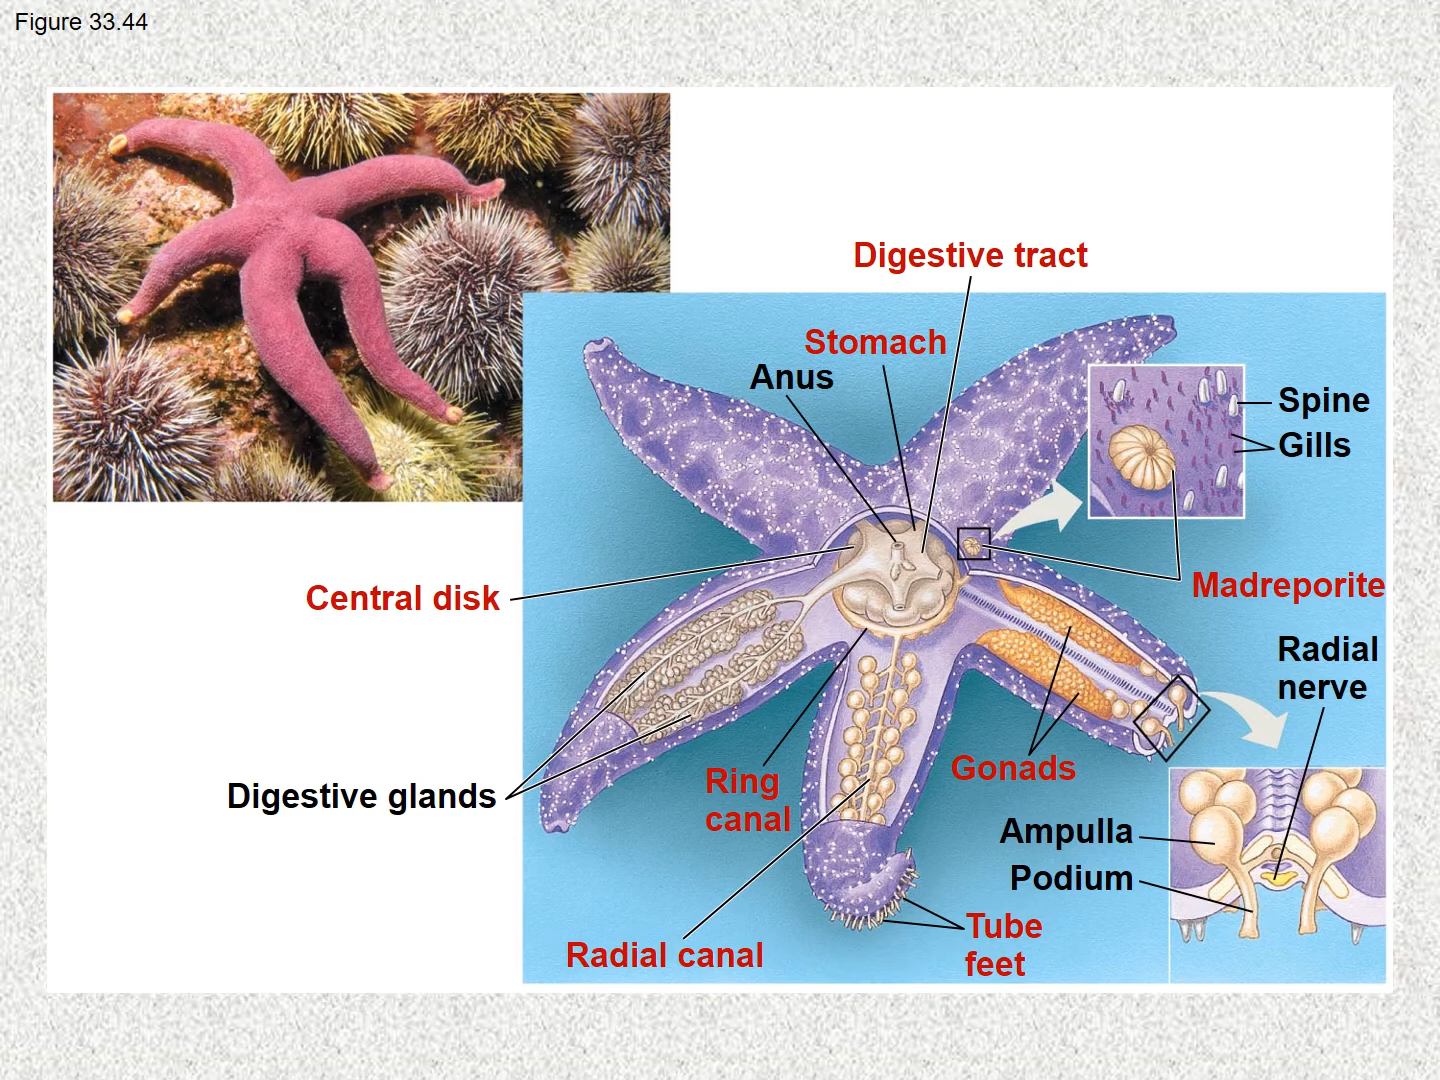 Figure 33.44
Digestive tract
Stomach
Anus
Spine
Gills
Central disk
Madreporite
Radial
nerve
Digestive glands
Ring
canal
Gonads
Ampulla
Podium
Radial canal
Tube
feet